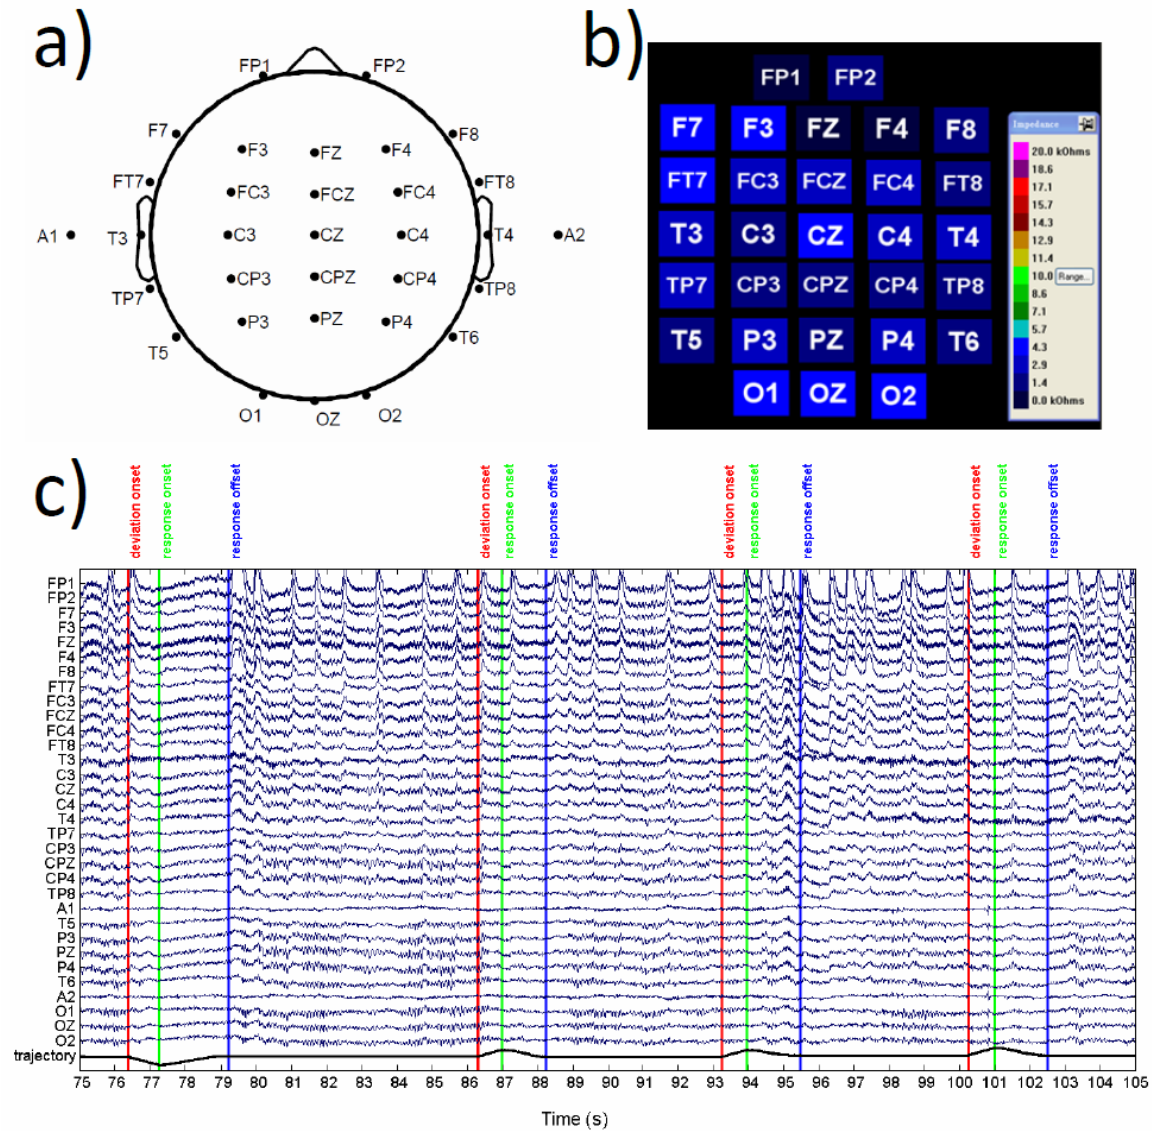 a)
FP1 FP2
F7 F8
F3 FZ F4
FT7 FT8
FC3 FCZ FC4
A1 T3 C3 CZ C4 T4 A2
CP3 CPZ CP4
TP7 TP8
P3 PZ P4
T5 T6
O1 OZ O2
b)
FP1 FP2
F7 F3 FZ F4 F8
FT7 FC3 FCZ FC4 FT8
T3 C3 CZ C4 T4
TP7 CP3 CPZ CP4 TP8
T5 P3 PZ P4 T6
O1 OZ O2
Impedance
20.0 kOhms
18.6
17.1
15.7
14.3
12.9
11.4
10.0 Range...
8.6
7.1
5.7
4.3
2.9
1.4
0.0 kOhms
c)
deviation onset
response onset
response offset
deviation onset
response onset
response offset
deviation onset
response onset
response offset
deviation onset
response onset
response offset
FP1
FP2
F7
F3
FZ
F4
F8
FT7
FC3
FCZ
FC4
FT8
T3
C3
CZ
C4
T4
TP7
CP3
CPZ
CP4
TP8
A1
T5
P3
PZ
P4
T6
A2
O1
OZ
O2
trajectory
75 76 77 78 79 80 81 82 83 84 85 86 87 88 89 90 91 92 93 94 95 96 97 98 99 100 101 102 103 104 105
Time (s)